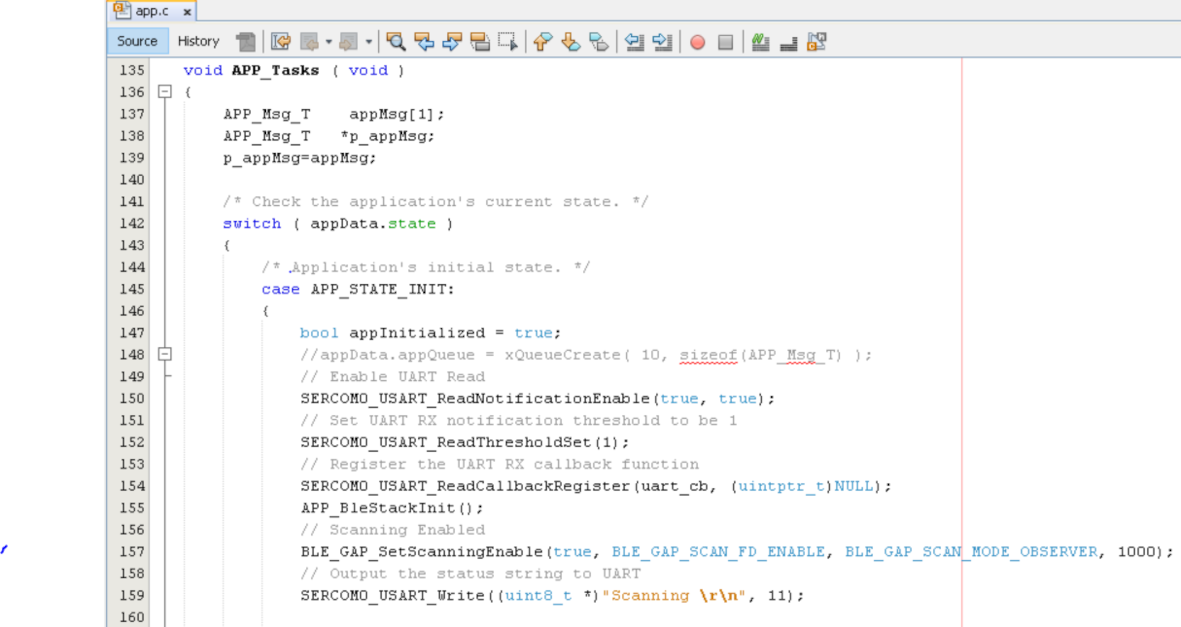 app.c x
Source History
135 void APP_Tasks ( void )
136 {
137 APP_Msg_T appMsg[1];
138 APP_Msg_T *p_appMsg;
139 p_appMsg=appMsg;
140
141 /* Check the application's current state. */
142 switch ( appData.state )
143 {
144 /* Application's initial state. */
145 case APP_STATE_INIT:
146 {
147 bool appInitialized = true;
148 //appData.appQueue = xQueueCreate( 10, sizeof(APP_Msg_T) );
149 // Enable UART Read
150 SERCOM0_USART_ReadNotificationEnable(true, true);
151 // Set UART RX notification threshold to be 1
152 SERCOM0_USART_ReadThresholdSet(1);
153 // Register the UART RX callback function
154 SERCOM0_USART_ReadCallbackRegister(uart_cb, (uintptr_t)NULL);
155 APP_BleStackInit();
156 // Scanning Enabled
157 BLE_GAP_SetScanningEnable(true, BLE_GAP_SCAN_FD_ENABLE, BLE_GAP_SCAN_MODE_OBSERVER, 1000);
158 // Output the status string to UART
159 SERCOM0_USART_Write((uint8_t *)"Scanning \r\n", 11);
160